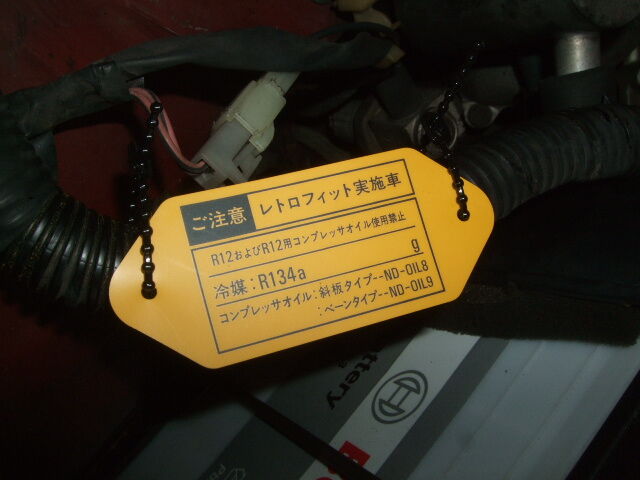 ご注意 レトロフィット実施車
R12およびR12用コンプレッサオイル使用禁止
冷媒:R134a g
コンプレッサオイル:斜板タイプ--ND-OIL8
:ベーンタイプ--ND-OIL9
ttery